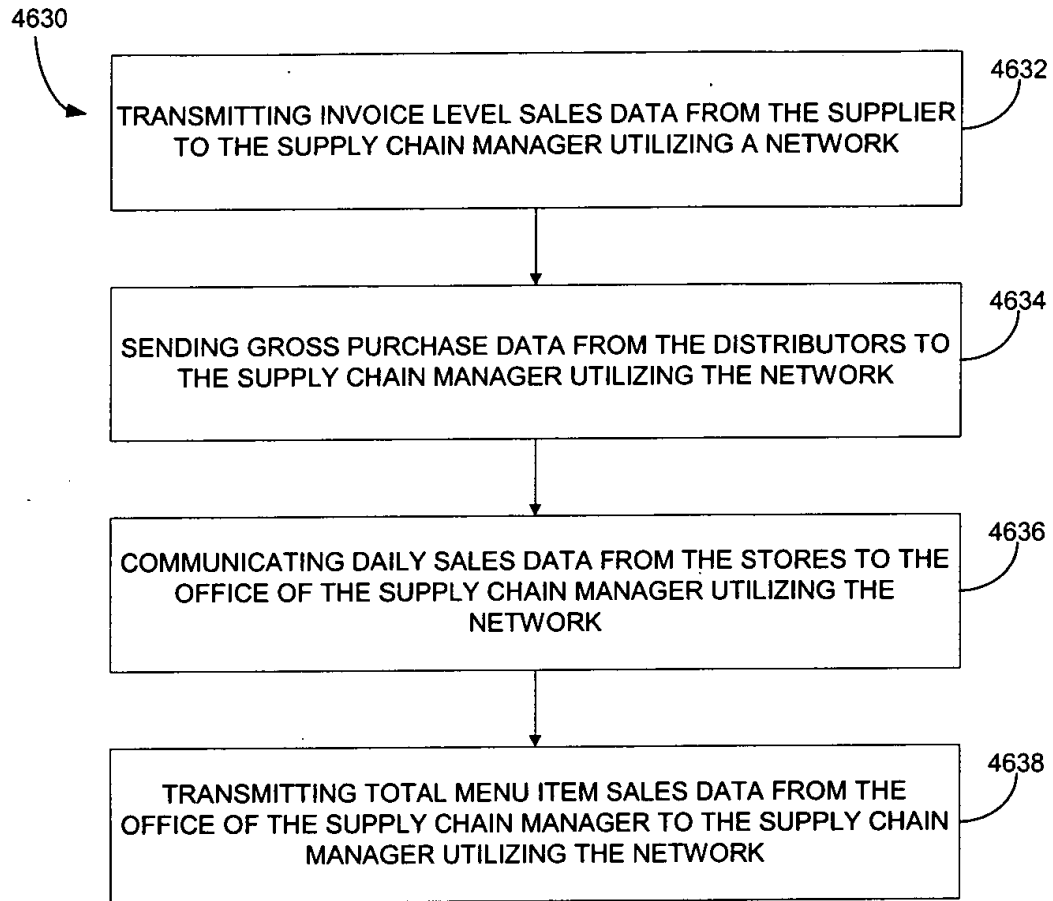 4630
4632
TRANSMITTING INVOICE LEVEL SALES DATA FROM THE SUPPLIER
TO THE SUPPLY CHAIN MANAGER UTILIZING A NETWORK
4634
SENDING GROSS PURCHASE DATA FROM THE DISTRIBUTORS TO
THE SUPPLY CHAIN MANAGER UTILIZING THE NETWORK
4636
COMMUNICATING DAILY SALES DATA FROM THE STORES TO THE
OFFICE OF THE SUPPLY CHAIN MANAGER UTILIZING THE
NETWORK
4638
TRANSMITTING TOTAL MENU ITEM SALES DATA FROM THE
OFFICE OF THE SUPPLY CHAIN MANAGER TO THE SUPPLY CHAIN
MANAGER UTILIZING THE NETWORK